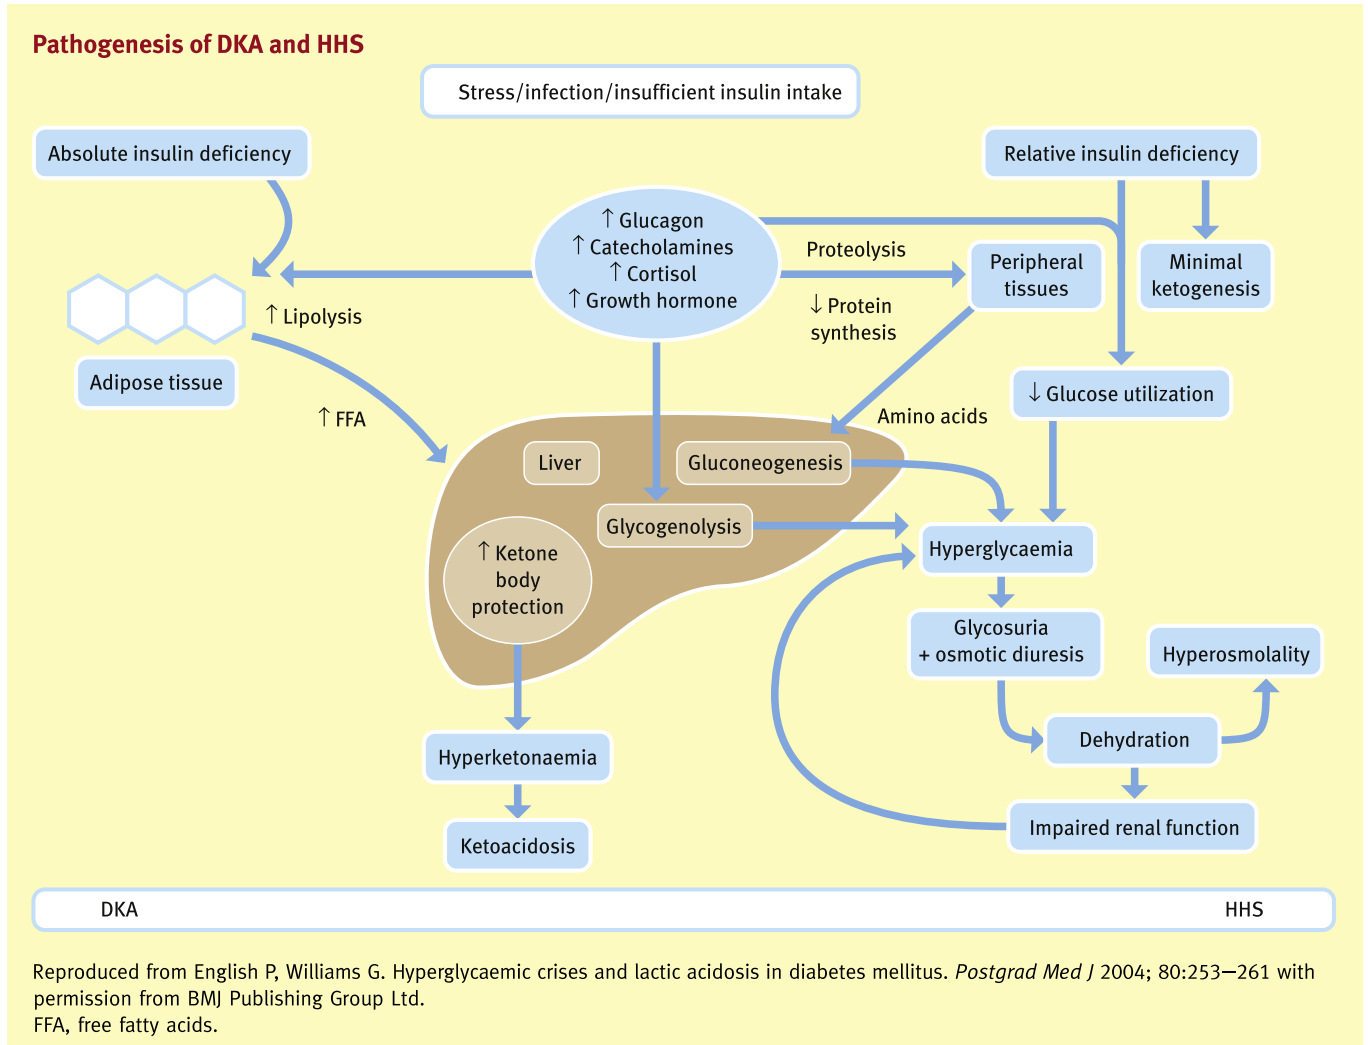 Pathogenesis of DKA and HHS
Stress/infection/insufficient insulin intake
Absolute insulin deficiency
Relative insulin deficiency
↑ Glucagon
↑ Catecholamines
↑ Cortisol
↑ Growth hormone
Proteolysis
↓ Protein
synthesis
Peripheral
tissues
Minimal
ketogenesis
↑ Lipolysis
Adipose tissue
↑ FFA
↓ Glucose utilization
Amino acids
Liver
Gluconeogenesis
Glycogenolysis
↑ Ketone
body
protection
Hyperglycaemia
Glycosuria
+ osmotic diuresis
Hyperosmolality
Dehydration
Impaired renal function
Hyperketonaemia
Ketoacidosis
DKA
HHS
Reproduced from English P, Williams G. Hyperglycaemic crises and lactic acidosis in diabetes mellitus. Postgrad Med J 2004; 80:253–261 with
permission from BMJ Publishing Group Ltd.
FFA, free fatty acids.